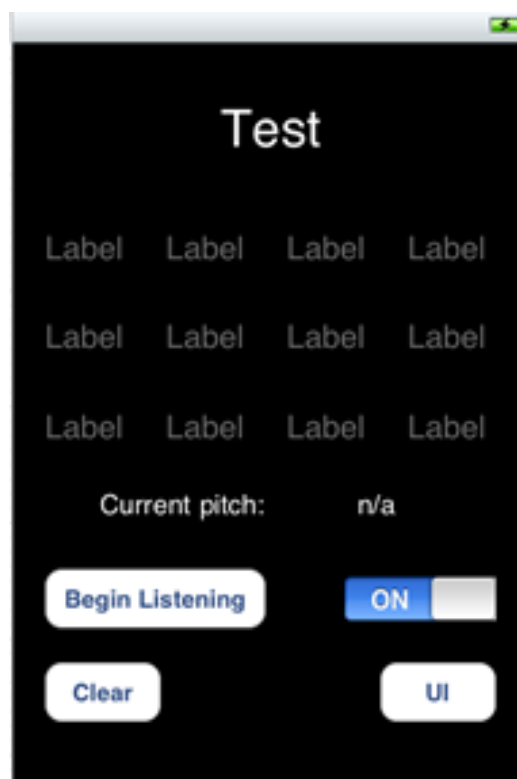 Test
Label Label Label Label
Label Label Label Label
Label Label Label Label
Current pitch: n/a
Begin Listening ON
Clear UI